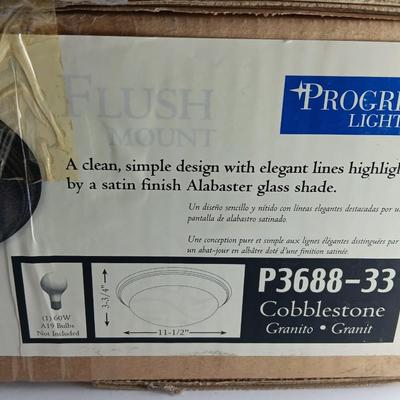 FLUSH
MOUNT
PROGRE
LIGHT
A clean, simple design with elegant lines highligh
by a satin finish Alabaster glass shade.
Un diseño sencillo y nítido con líneas elegantes destacadas por u
pantalla de alabastro satinado.
Une conception pure et simple aux lignes élégantes distinguées par
un abat-jour en albâtre doté d'une finition satinée.
(1) 60W
A19 Bulbs
Not Included
3-3/4"
11-1/2"
P3688-33
Cobblestone
Granito • Granit